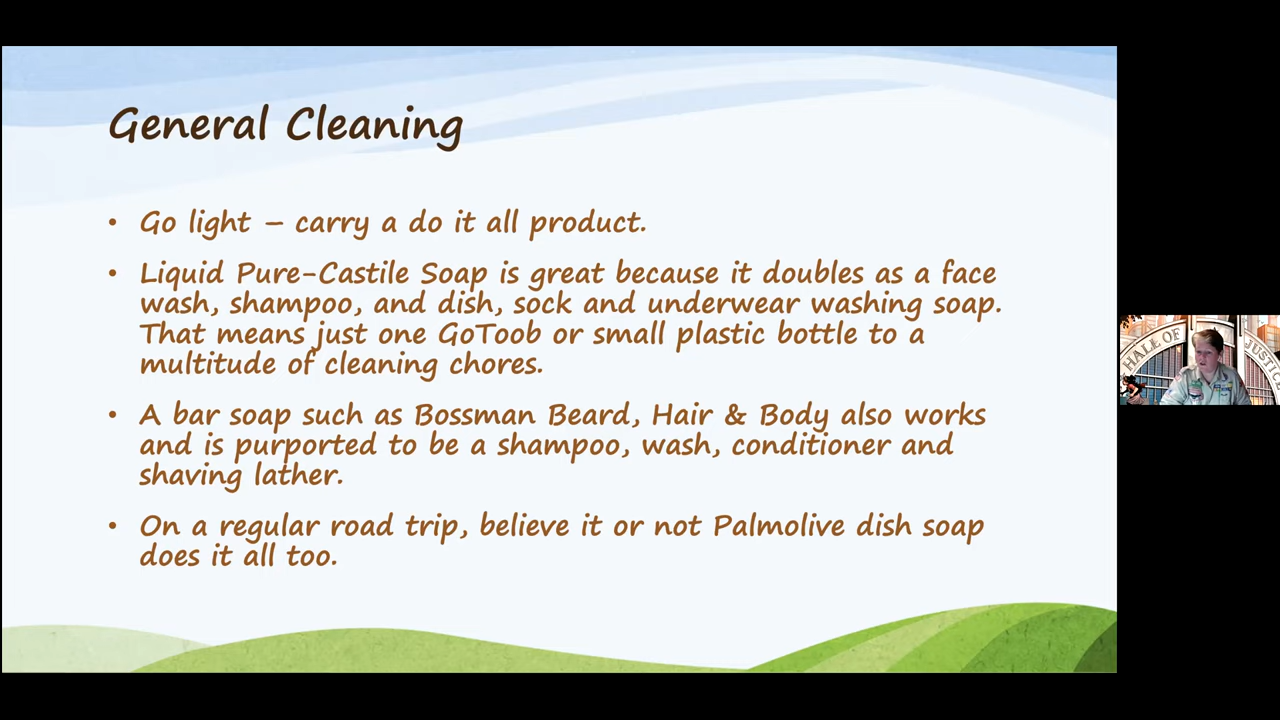 General Cleaning
• Go light – carry a do it all product.
• Liquid Pure-Castile Soap is great because it doubles as a face
wash, shampoo, and dish, sock and underwear washing soap.
That means just one GoToob or small plastic bottle to a
multitude of cleaning chores.
• A bar soap such as Bossman Beard, Hair & Body also works
and is purported to be a shampoo, wash, conditioner and
shaving lather.
• On a regular road trip, believe it or not Palmolive dish soap
does it all too.
HALL OF JUSTICE